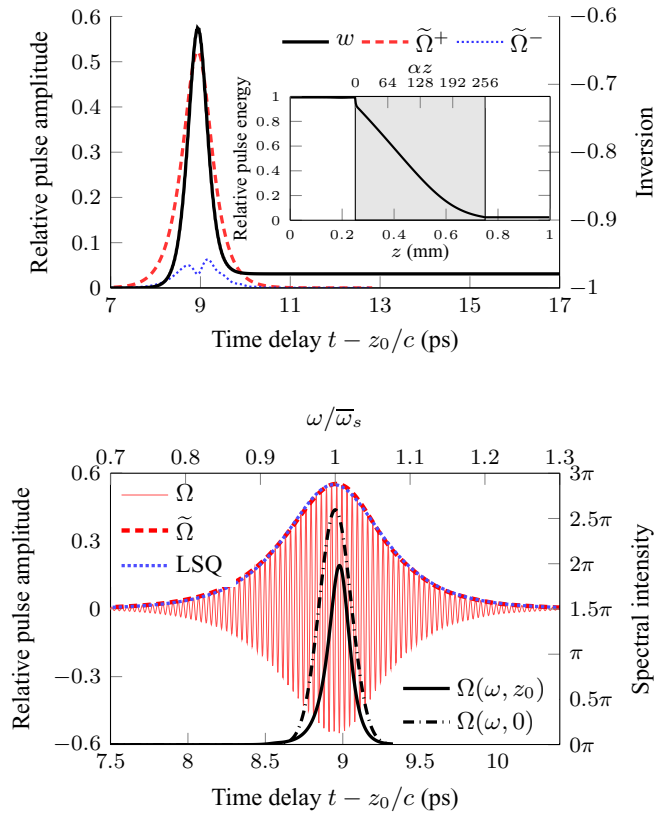 w Ω̃⁺ Ω̃⁻
Relative pulse amplitude
0.6
0.5
0.4
0.3
0.2
0.1
0
7 9 11 13 15 17
Time delay t − z₀/c (ps)
−0.6
−0.7
−0.8
−0.9
−1
Inversion
αz
0 64 128 192 256
Relative pulse energy
1
0.8
0.6
0.4
0.2
0
0 0.2 0.4 0.6 0.8 1
z (mm)
ω/ω̅ₛ
0.7 0.8 0.9 1 1.1 1.2 1.3
Relative pulse amplitude
0.6
0.3
0
−0.3
−0.6
Ω
Ω̃
LSQ
3π
2.5π
2π
1.5π
π
0.5π
0π
Spectral intensity
Ω(ω, z₀)
Ω(ω, 0)
7.5 8 8.5 9 9.5 10
Time delay t − z₀/c (ps)